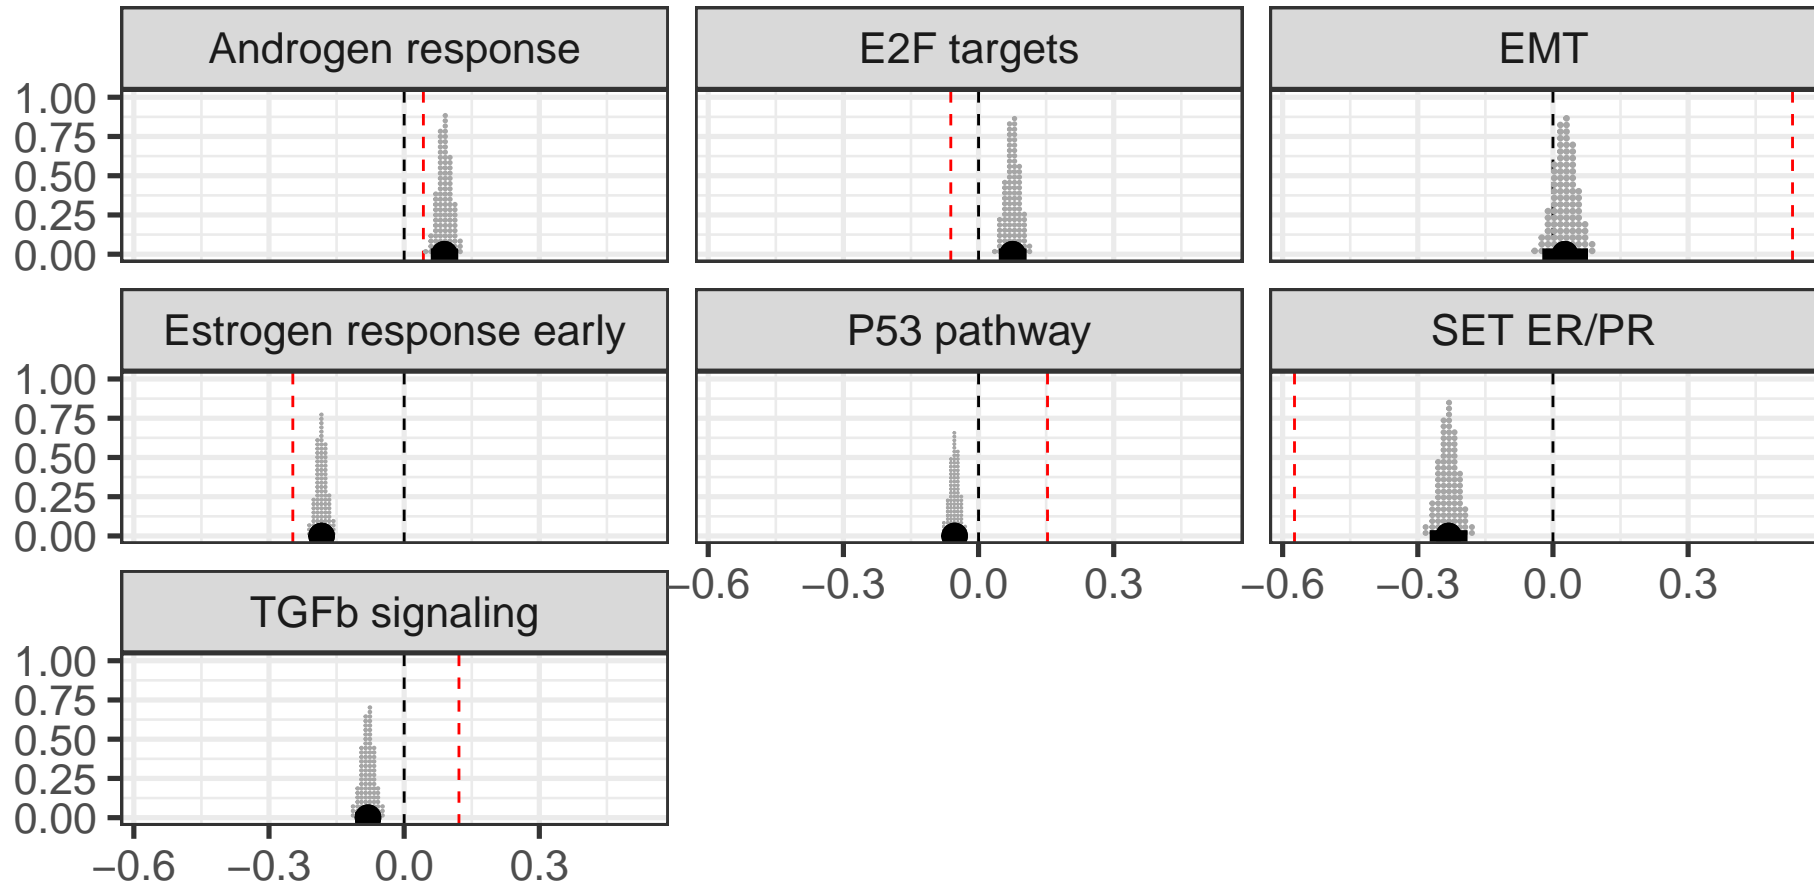 Androgen response
E2F targets
EMT
1.00
0.75
0.50
0.25
0.00
Estrogen response early
P53 pathway
SET ER/PR
1.00
0.75
0.50
0.25
0.00
−0.6 −0.3 0.0 0.3
−0.6 −0.3 0.0 0.3
TGFb signaling
1.00
0.75
0.50
0.25
0.00
−0.6 −0.3 0.0 0.3